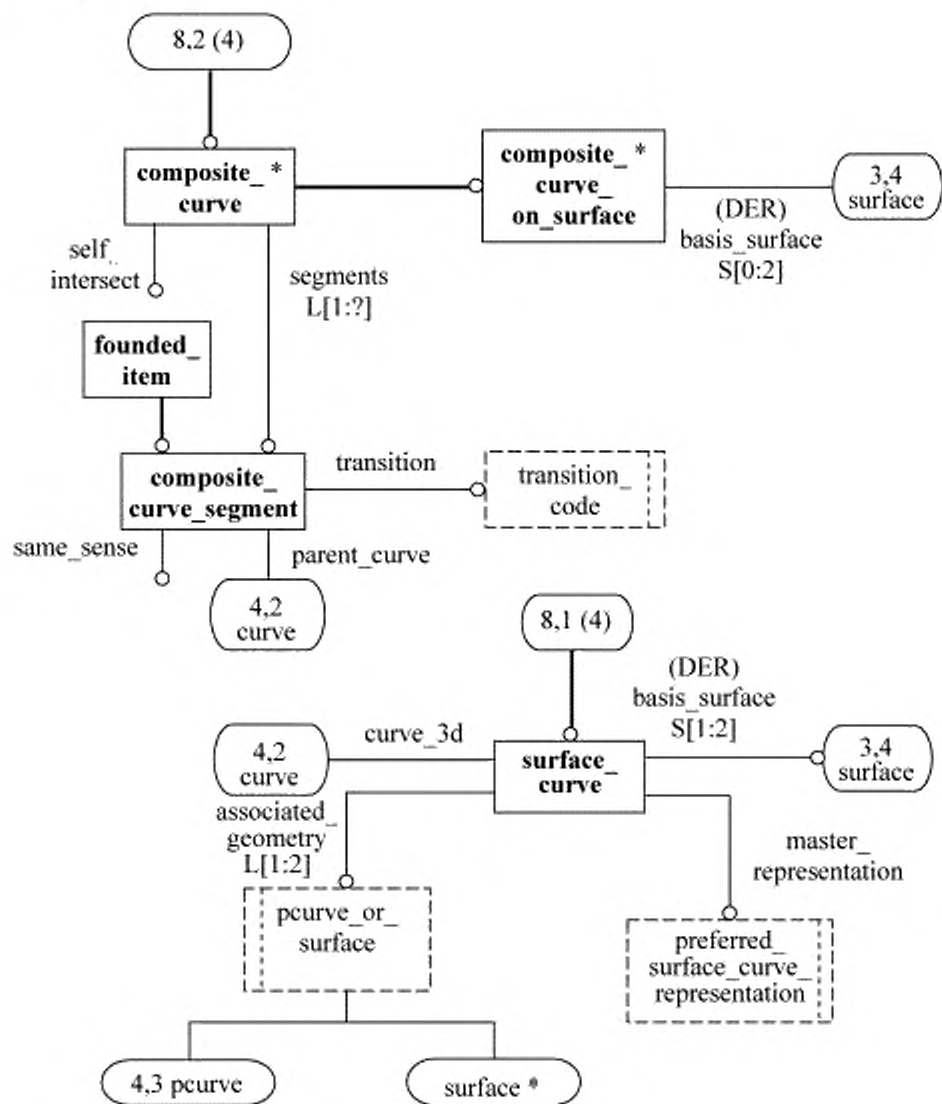 8,2 (4)
composite_ *
curve
composite_ *
curve_
on_surface
3,4
surface
(DER)
basis_surface
S[0:2]
self_
intersect
segments
L[1:?]
founded_
item
composite_
curve_segment
transition
transition_
code
same_sense
parent_curve
4,2
curve
8,1 (4)
(DER)
basis_surface
S[1:2]
4,2
curve
curve_3d
surface_
curve
3,4
surface
associated_
geometry
L[1:2]
master_
representation
pcurve_or_
surface
preferred_
surface_curve_
representation
4,3 pcurve
surface *